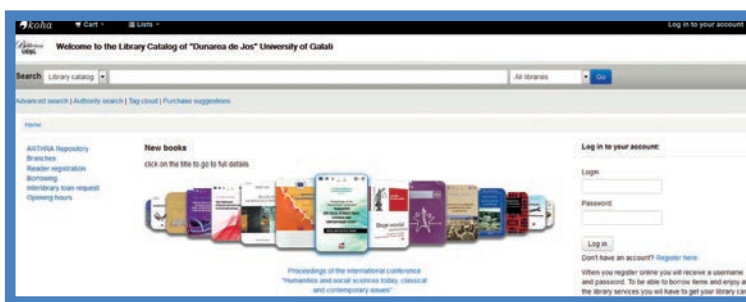 koha Cart Lists Log in to your account
Welcome to the Library Catalog of "Dunarea de Jos" University of Galati
Search Library catalog All libraries Go
Advanced search | Authority search | Tag cloud | Purchase suggestions
Home
ARTHRA Repository
Branches
Reader registration
Borrowing
Interlibrary loan request
Opening hours
New books
click on the title to go to full details
Proceedings of the international conference
"Humanities and social sciences today, classical
and contemporary issues"
Log in to your account:
Login
Password
Log in
Don't have an account? Register here
When you register online you will receive a username
and password. To be able to borrow items and enjoy a
the library services you will have to get your library car